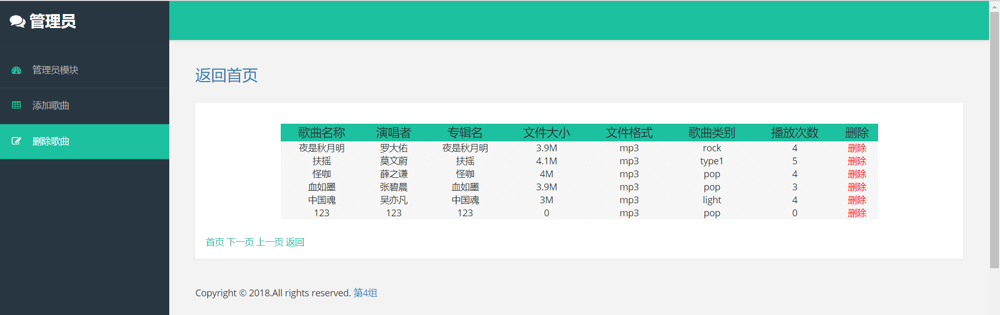 管理员
管理员模块
添加歌曲
删除歌曲
返回首页
歌曲名称 演唱者 专辑名 文件大小 文件格式 歌曲类别 播放次数 删除
夜是秋月明 罗大佑 夜是秋月明 3.9M mp3 rock 4 删除
扶摇 莫文蔚 扶摇 4.1M mp3 type1 5 删除
怪咖 薛之谦 怪咖 4M mp3 pop 4 删除
血如墨 张碧晨 血如墨 3.9M mp3 pop 3 删除
中国魂 吴亦凡 中国魂 3M mp3 light 4 删除
123 123 123 0 mp3 pop 0 删除
首页 下一页 上一页 返回
Copyright © 2018.All rights reserved. 第4组